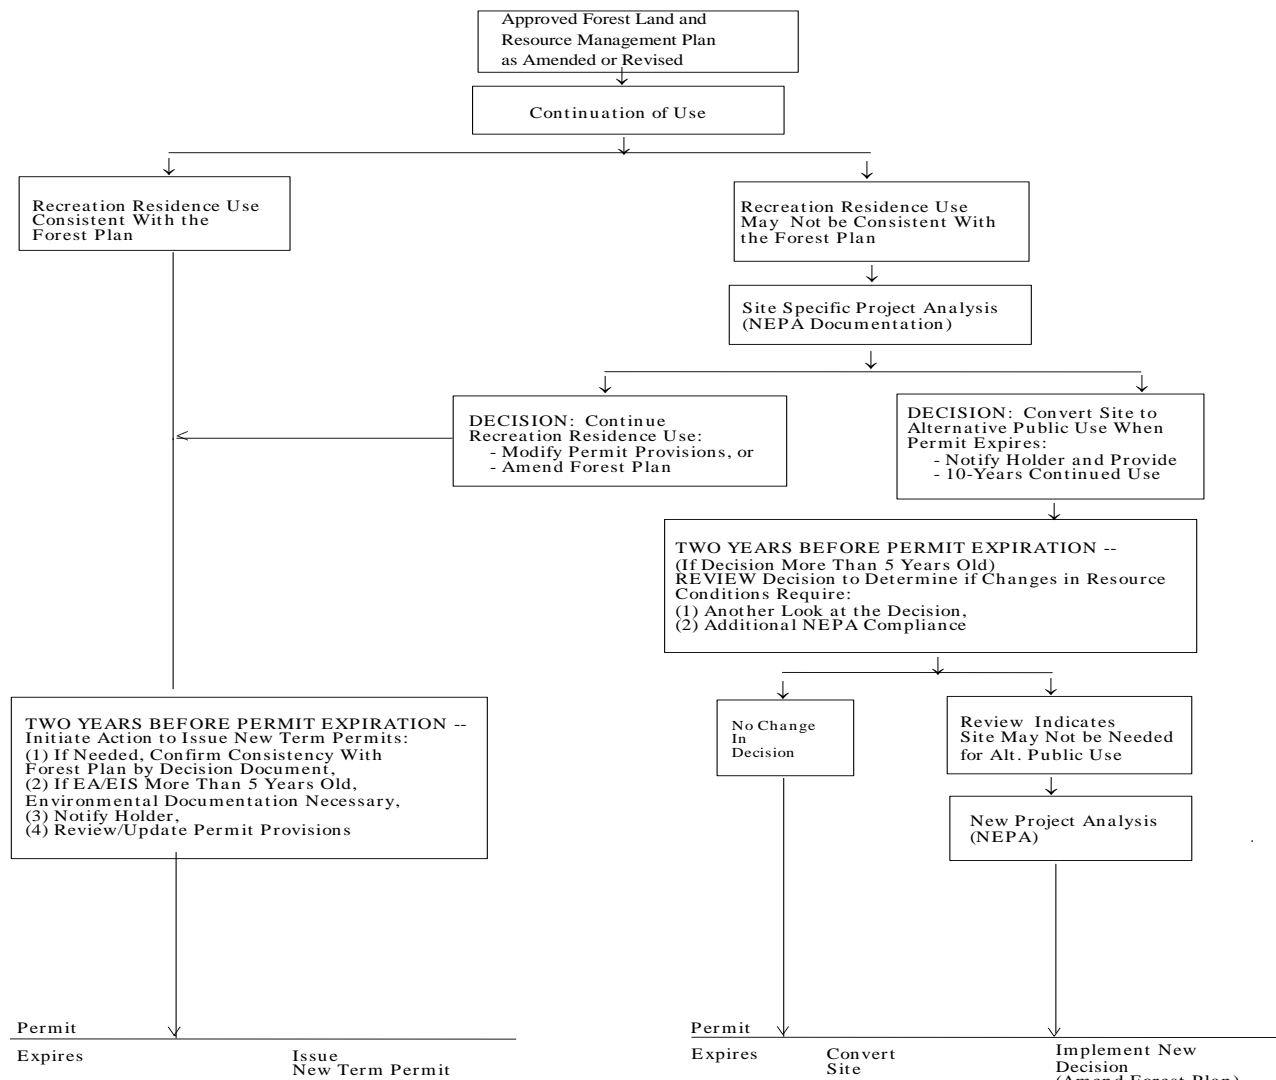 Approved Forest Land and
Resource Management Plan
as Amended or Revised
Continuation of Use
Recreation Residence Use
Consistent With the
Forest Plan
Recreation Residence Use
May Not be Consistent With
the Forest Plan
Site Specific Project Analysis
(NEPA Documentation)
DECISION: Continue
Recreation Residence Use:
- Modify Permit Provisions, or
- Amend Forest Plan
DECISION: Convert Site to
Alternative Public Use When
Permit Expires:
- Notify Holder and Provide
- 10-Years Continued Use
TWO YEARS BEFORE PERMIT EXPIRATION --
(If Decision More Than 5 Years Old)
REVIEW Decision to Determine if Changes in Resource
Conditions Require:
(1) Another Look at the Decision,
(2) Additional NEPA Compliance
TWO YEARS BEFORE PERMIT EXPIRATION --
Initiate Action to Issue New Term Permits:
(1) If Needed, Confirm Consistency With
Forest Plan by Decision Document,
(2) If EA/EIS More Than 5 Years Old,
Environmental Documentation Necessary,
(3) Notify Holder,
(4) Review/Update Permit Provisions
No Change
In
Decision
Review Indicates
Site May Not be Needed
for Alt. Public Use
New Project Analysis
(NEPA)
Permit
Expires
Issue
New Term Permit
Permit
Expires
Convert
Site
Implement New
Decision
(Amend Forest Plan)